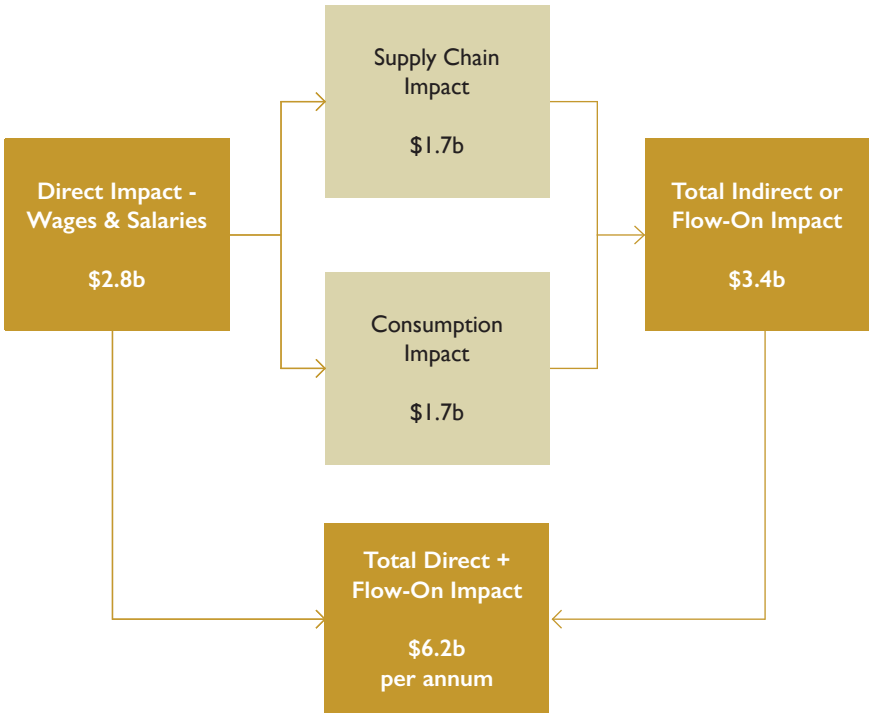 Supply Chain
Impact
$1.7b
Direct Impact -
Wages & Salaries
$2.8b
Total Indirect or
Flow-On Impact
$3.4b
Consumption
Impact
$1.7b
Total Direct +
Flow-On Impact
$6.2b
per annum